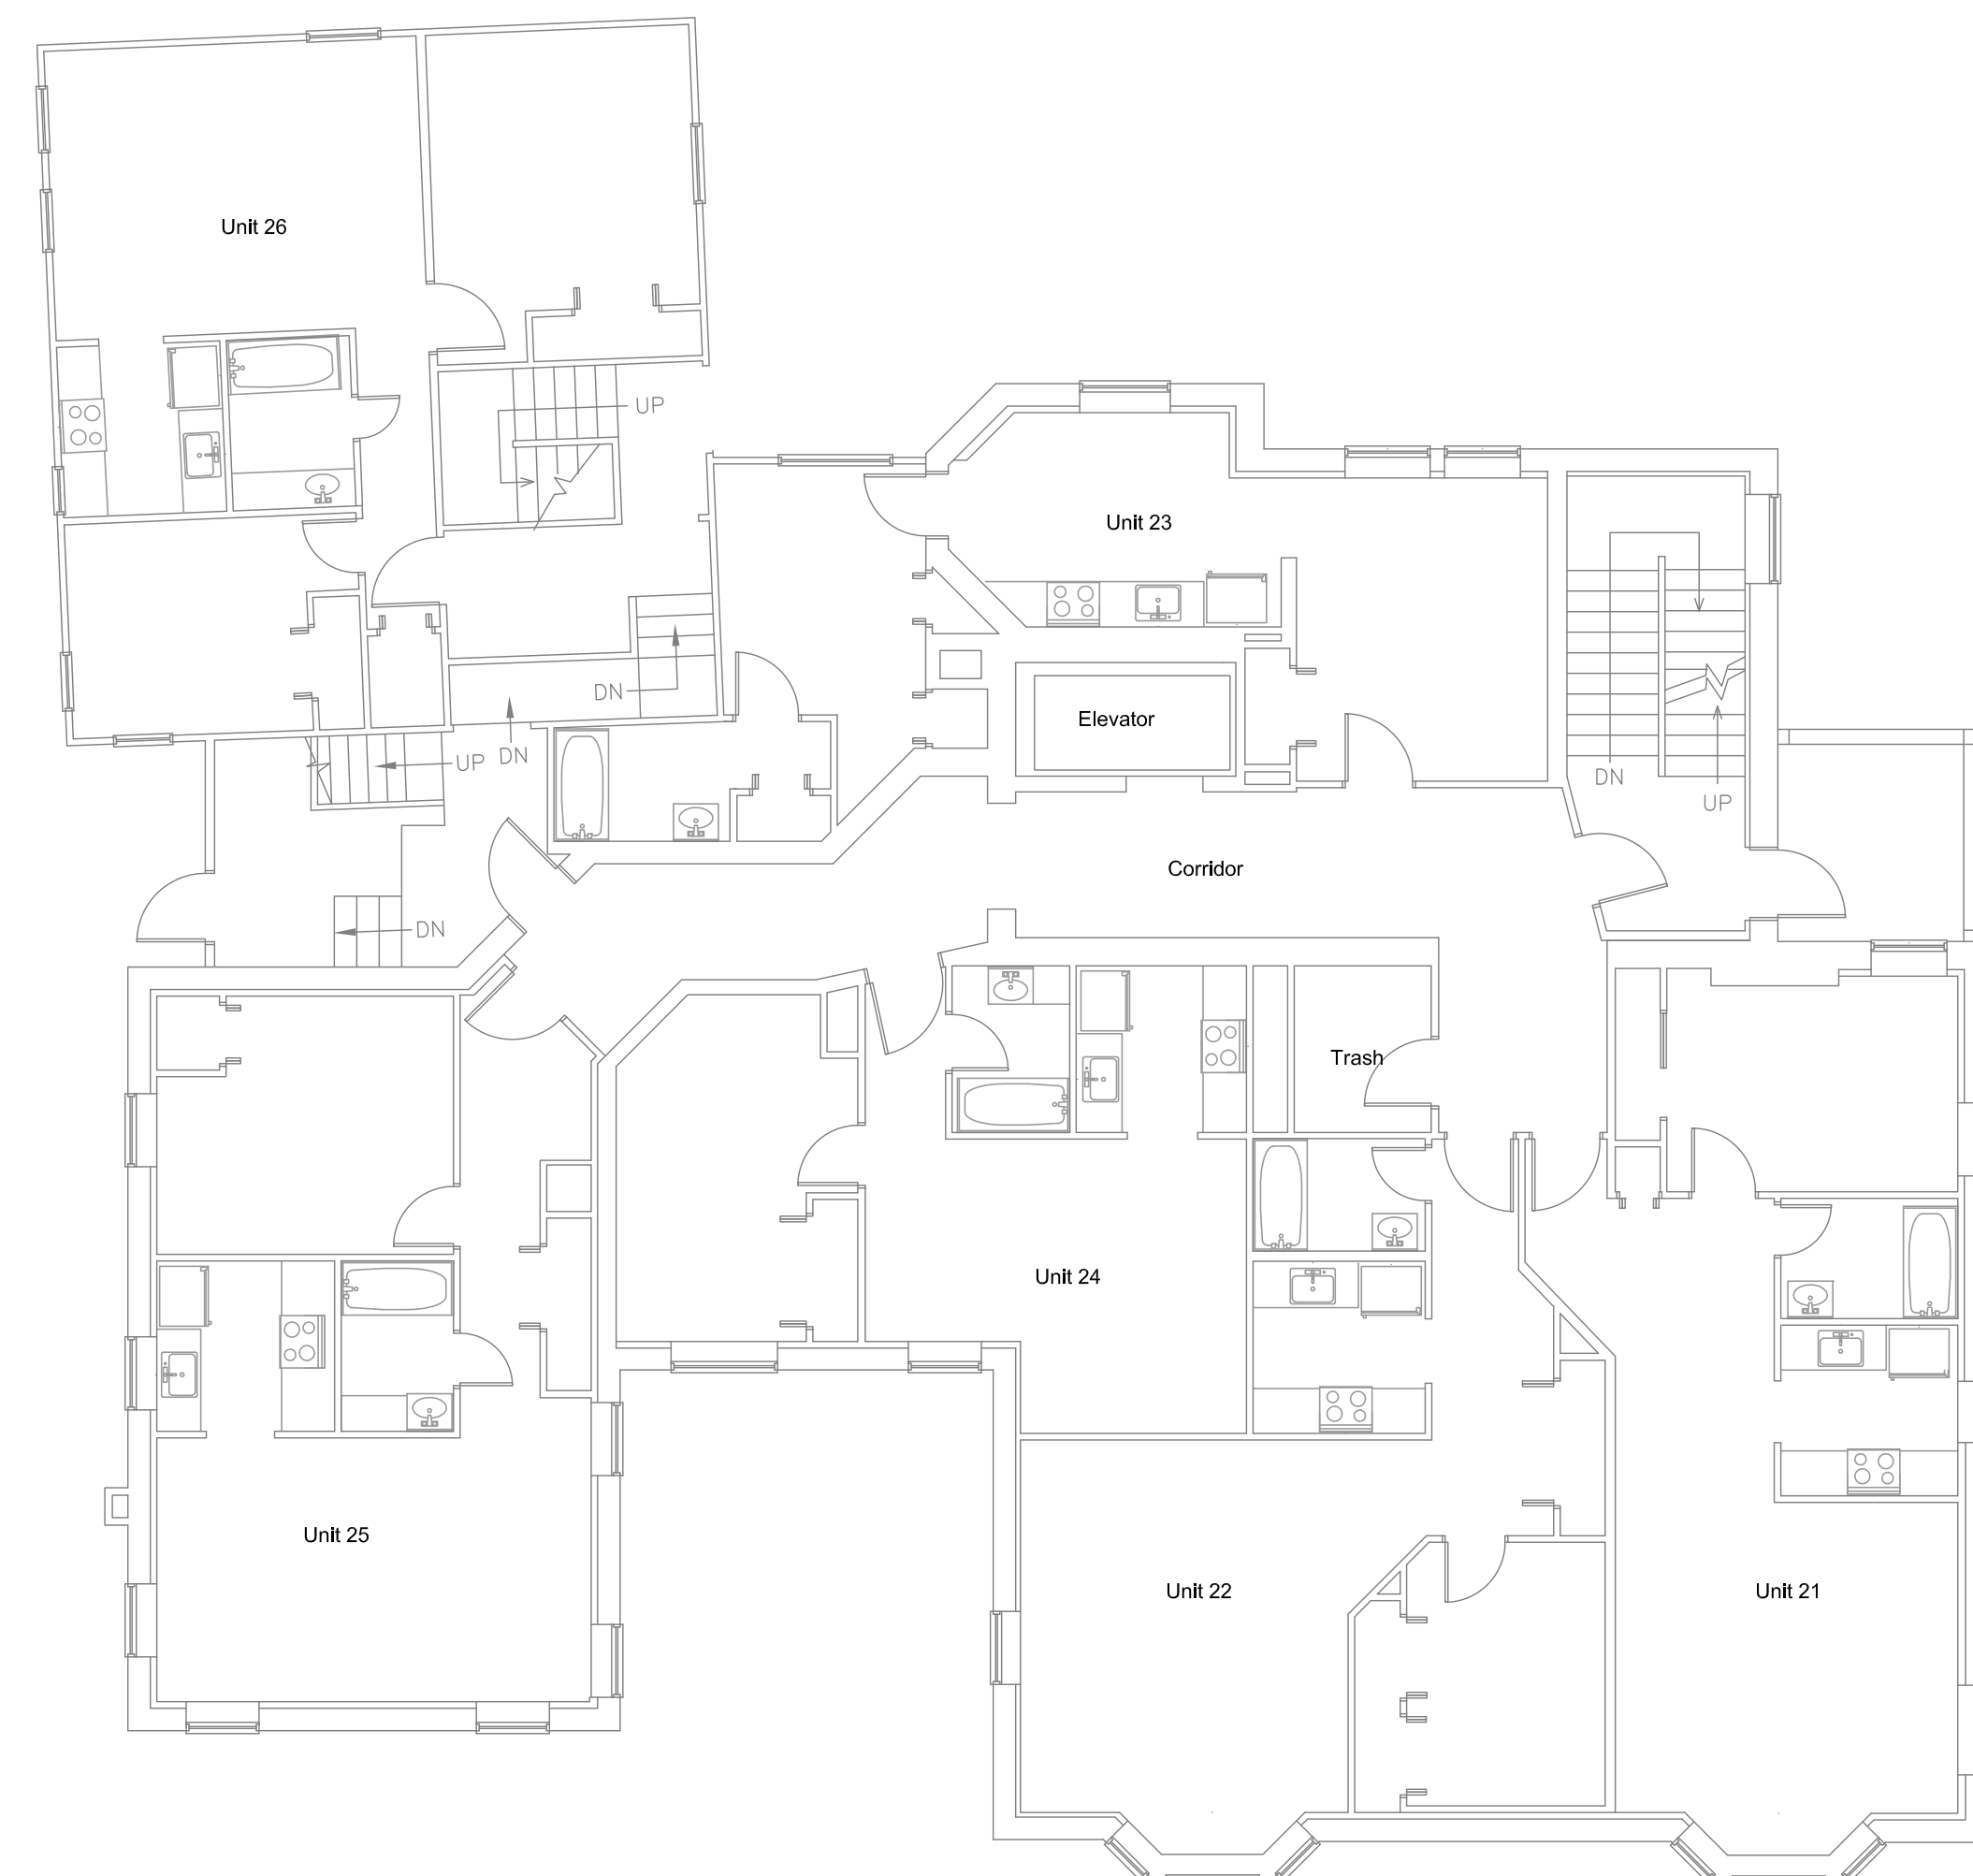 Unit 26
UP
Unit 23
DN
Elevator
UP
DN
DN
UP
Corridor
DN
Trash
Unit 24
Unit 25
Unit 22
Unit 21